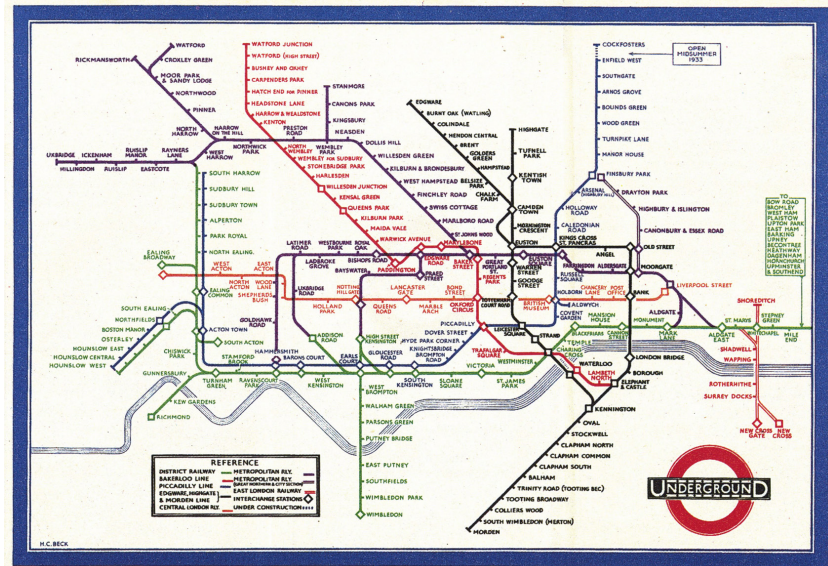 WATFORD
RICKMANSWORTH
CROXLEY GREEN
MOOR PARK
& SANDY LODGE
NORTHWOOD
PINNER
NORTH
HARROW
HARROW
ON THE HILL
NORTHWICK
PARK
PRESTON
ROAD
WEMBLEY
PARK
STANMORE
CANONS PARK
KINGSBURY
NEASDEN
DOLLIS HILL
WILLESDEN GREEN
KILBURN & BRONDESBURY
WEST HAMPSTEAD
FINCHLEY ROAD
SWISS COTTAGE
MARLBORO ROAD
ST. JOHNS WOOD
UXBRIDGE
ICKENHAM
RUISLIP
MANOR
RAYNERS
LANE
WEST
HARROW
HILLINGDON
RUISLIP
EASTCOTE
WATFORD JUNCTION
WATFORD (HIGH STREET)
BUSHEY AND OXHEY
CARPENDERS PARK
HATCH END FOR PINNER
HEADSTONE LANE
HARROW & WEALDSTONE
KENTON
NORTH
WEMBLEY
WEMBLEY FOR SUDBURY
STONEBRIDGE PARK
HARLESDEN
WILLESDEN JUNCTION
KENSAL GREEN
QUEENS PARK
KILBURN PARK
MAIDA VALE
WARWICK AVENUE
PADDINGTON
EDGWARE
ROAD
MARYLEBONE
BAKER
STREET
EDGWARE
BURNT OAK (WATLING)
COLINDALE
HENDON CENTRAL
BRENT
GOLDERS
GREEN
HAMPSTEAD
BELSIZE
PARK
CHALK
FARM
HIGHGATE
TUFNELL
PARK
KENTISH
TOWN
CAMDEN
TOWN
MORNINGTON
CRESCENT
EUSTON
COCKFOSTERS
OPEN
MIDSUMMER
1933
ENFIELD WEST
SOUTHGATE
ARNOS GROVE
BOUNDS GREEN
WOOD GREEN
TURNPIKE LANE
MANOR HOUSE
FINSBURY PARK
ARSENAL
DRAYTON PARK
HOLLOWAY
ROAD
CALEDONIAN
ROAD
HIGHBURY & ISLINGTON
CANONBURY & ESSEX ROAD
KINGS CROSS
ST. PANCRAS
ANGEL
OLD STREET
MOORGATE
TO
BOW ROAD
BROMLEY
WEST HAM
PLAISTOW
UPTON PARK
EAST HAM
BARKING
UPNEY
BECONTREE
HEATHWAY
DAGENHAM
HORNCHURCH
UPMINSTER
& SOUTHEND
SOUTH HARROW
SUDBURY HILL
SUDBURY TOWN
ALPERTON
PARK ROYAL
NORTH EALING
EALING
BROADWAY
EALING
COMMON
WEST
ACTON
NORTH
ACTON
EAST
ACTON
WOOD
LANE
SHEPHERDS
BUSH
HOLLAND
PARK
NOTTING
HILL GATE
QUEENS
ROAD
LANCASTER
GATE
MARBLE
ARCH
BOND
STREET
OXFORD
CIRCUS
TOTTENHAM
COURT ROAD
BRITISH
MUSEUM
HOLBORN
CHANCERY
LANE
POST
OFFICE
BANK
LIVERPOOL STREET
LATIMER
ROAD
LADBROKE
GROVE
WESTBOURNE
PARK
ROYAL
OAK
BISHOPS ROAD
BAYSWATER
PRAED
STREET
UXBRIDGE
ROAD
GOLDHAWK
ROAD
ADDISON
ROAD
GREAT
PORTLAND ST.
REGENTS
PARK
EUSTON
SQUARE
WARREN
STREET
GOODGE
STREET
RUSSELL
SQUARE
FARRINGDON
ALDERSGATE
SOUTH EALING
NORTHFIELDS
BOSTON MANOR
OSTERLEY
HOUNSLOW EAST
HOUNSLOW CENTRAL
HOUNSLOW WEST
ACTON TOWN
CHISWICK
PARK
SOUTH ACTON
GUNNERSBURY
KEW GARDENS
RICHMOND
TURNHAM
GREEN
STAMFORD
BROOK
RAVENSCOURT
PARK
HAMMERSMITH
BARONS COURT
WEST
KENSINGTON
EARLS
COURT
HIGH STREET
KENSINGTON
GLOUCESTER
ROAD
SOUTH
KENSINGTON
PICCADILLY
DOVER STREET
HYDE PARK CORNER
KNIGHTSBRIDGE
BROMPTON
ROAD
SLOANE
SQUARE
VICTORIA
ST. JAMES
PARK
WESTMINSTER
TRAFALGAR
SQUARE
LEICESTER
SQUARE
COVENT
GARDEN
ALDWYCH
STRAND
CHARING
CROSS
TEMPLE
BLACKFRIARS
MANSION
HOUSE
CANNON
STREET
MONUMENT
MARK
LANE
ALDGATE
ALDGATE
EAST
ST. MARYS
WHITECHAPEL
STEPNEY
GREEN
MILE
END
SHOREDITCH
SHADWELL
WAPPING
ROTHERHITHE
SURREY DOCKS
NEW CROSS
GATE
NEW
CROSS
WATERLOO
LAMBETH
NORTH
LONDON BRIDGE
BOROUGH
ELEPHANT
& CASTLE
KENNINGTON
OVAL
STOCKWELL
CLAPHAM NORTH
CLAPHAM COMMON
CLAPHAM SOUTH
BALHAM
TRINITY ROAD (TOOTING BEC)
TOOTING BROADWAY
COLLIERS WOOD
SOUTH WIMBLEDON (MERTON)
MORDEN
WEST
BROMPTON
WALHAM GREEN
PARSONS GREEN
PUTNEY BRIDGE
EAST PUTNEY
SOUTHFIELDS
WIMBLEDON PARK
WIMBLEDON
REFERENCE
DISTRICT RAILWAY
BAKERLOO LINE
PICCADILLY LINE
EDGWARE, HIGHGATE
& MORDEN LINE
CENTRAL LONDON RLY.
METROPOLITAN RLY.
METROPOLITAN RLY.
(GREAT NORTHERN & CITY SECTION)
EAST LONDON RAILWAY
INTERCHANGE STATIONS
UNDER CONSTRUCTION
UNDERGROUND
H.C. BECK